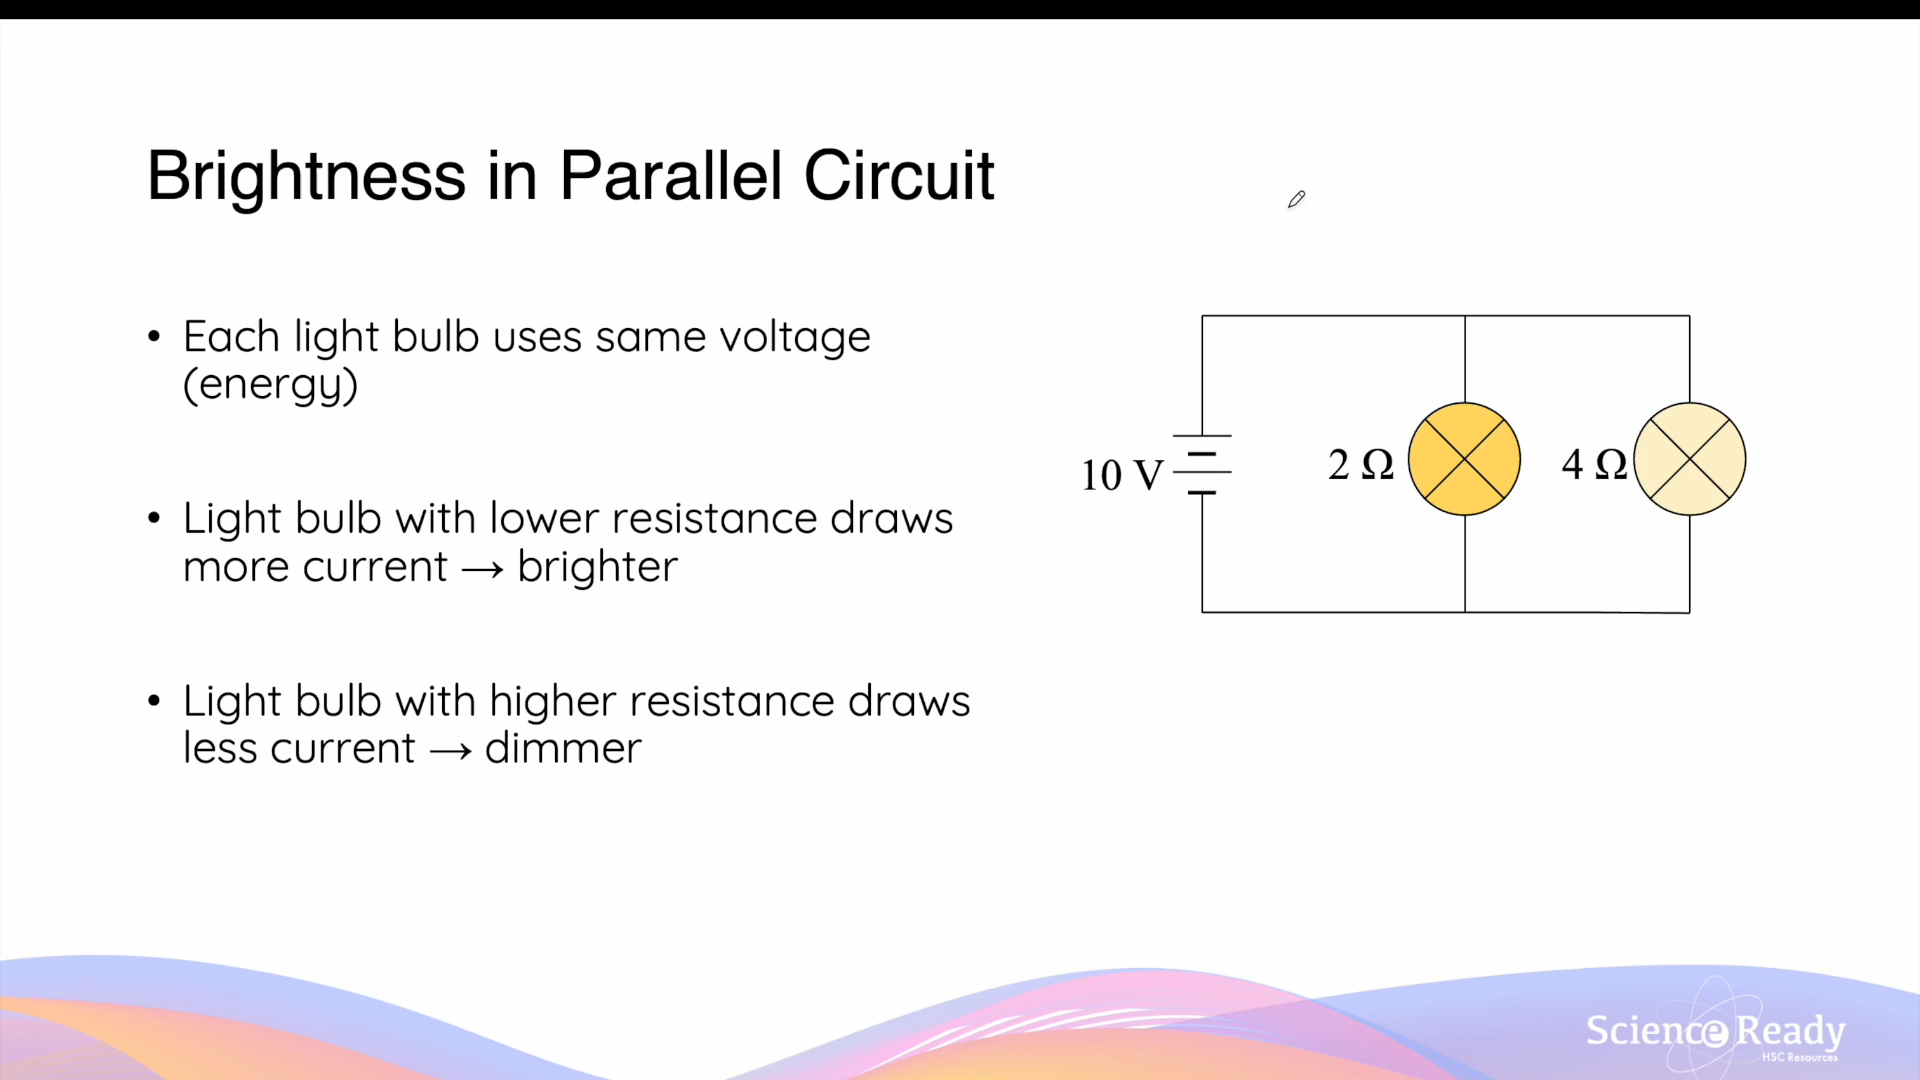 Brightness in Parallel Circuit
• Each light bulb uses same voltage
(energy)
• Light bulb with lower resistance draws
more current → brighter
• Light bulb with higher resistance draws
less current → dimmer
10 V
2 Ω
4 Ω
Science Ready
HSC Resources